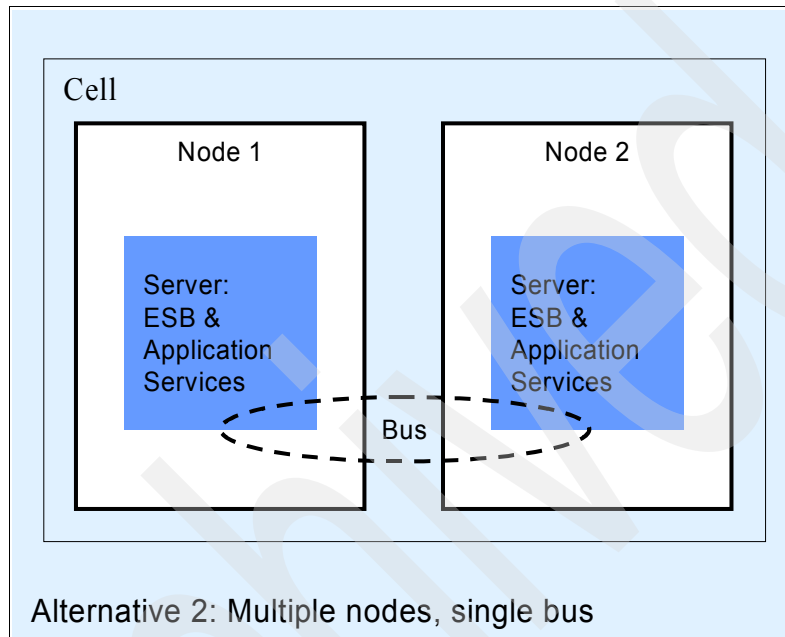 Cell
Node 1
Node 2
Server:
ESB &
Application
Services
Server:
ESB &
Application
Services
Bus
Alternative 2: Multiple nodes, single bus